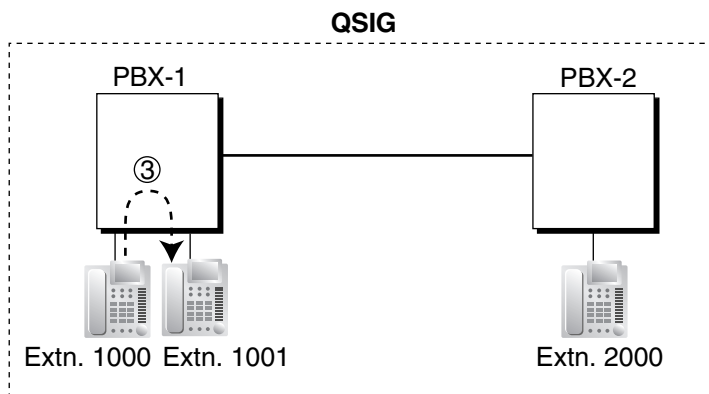 QSIG
PBX-1
PBX-2
③
Extn. 1000
Extn. 1001
Extn. 2000